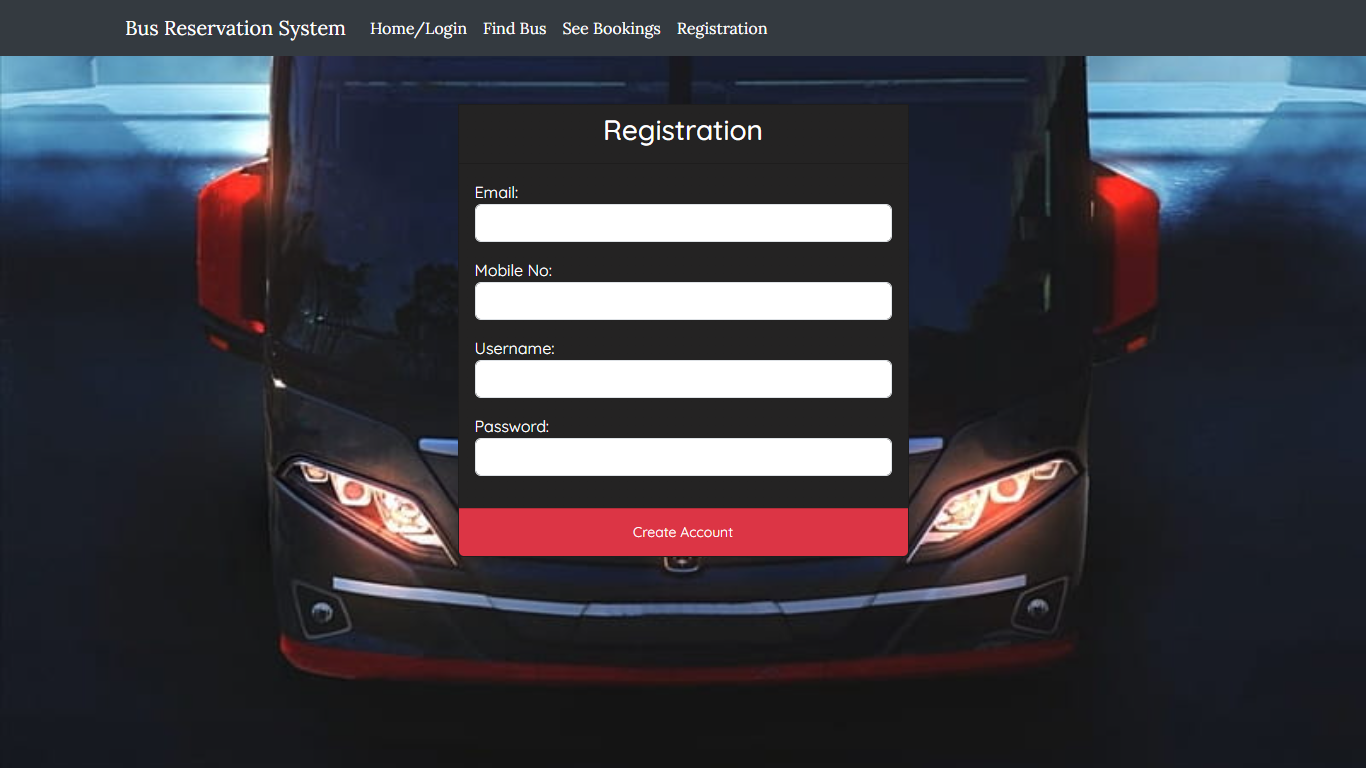 Bus Reservation System Home/Login Find Bus See Bookings Registration
Registration
Email:
Mobile No:
Username:
Password:
Create Account